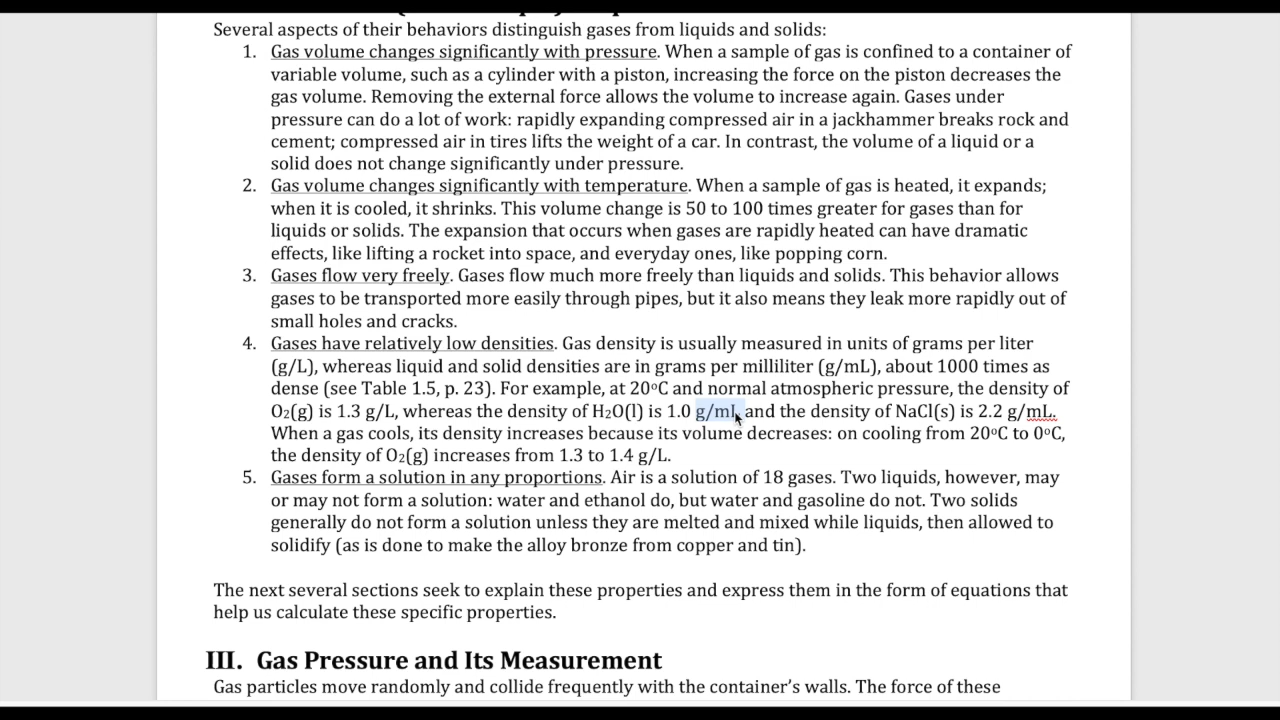 Several aspects of their behaviors distinguish gases from liquids and solids:
1. Gas volume changes significantly with pressure. When a sample of gas is confined to a container of
variable volume, such as a cylinder with a piston, increasing the force on the piston decreases the
gas volume. Removing the external force allows the volume to increase again. Gases under
pressure can do a lot of work: rapidly expanding compressed air in a jackhammer breaks rock and
cement; compressed air in tires lifts the weight of a car. In contrast, the volume of a liquid or a
solid does not change significantly under pressure.
2. Gas volume changes significantly with temperature. When a sample of gas is heated, it expands;
when it is cooled, it shrinks. This volume change is 50 to 100 times greater for gases than for
liquids or solids. The expansion that occurs when gases are rapidly heated can have dramatic
effects, like lifting a rocket into space, and everyday ones, like popping corn.
3. Gases flow very freely. Gases flow much more freely than liquids and solids. This behavior allows
gases to be transported more easily through pipes, but it also means they leak more rapidly out of
small holes and cracks.
4. Gases have relatively low densities. Gas density is usually measured in units of grams per liter
(g/L), whereas liquid and solid densities are in grams per milliliter (g/mL), about 1000 times as
dense (see Table 1.5, p. 23). For example, at 20°C and normal atmospheric pressure, the density of
O₂(g) is 1.3 g/L, whereas the density of H₂O(l) is 1.0 g/mL and the density of NaCl(s) is 2.2 g/mL.
When a gas cools, its density increases because its volume decreases: on cooling from 20°C to 0°C,
the density of O₂(g) increases from 1.3 to 1.4 g/L.
5. Gases form a solution in any proportions. Air is a solution of 18 gases. Two liquids, however, may
or may not form a solution: water and ethanol do, but water and gasoline do not. Two solids
generally do not form a solution unless they are melted and mixed while liquids, then allowed to
solidify (as is done to make the alloy bronze from copper and tin).
The next several sections seek to explain these properties and express them in the form of equations that
help us calculate these specific properties.
III. Gas Pressure and Its Measurement
Gas particles move randomly and collide frequently with the container's walls. The force of these